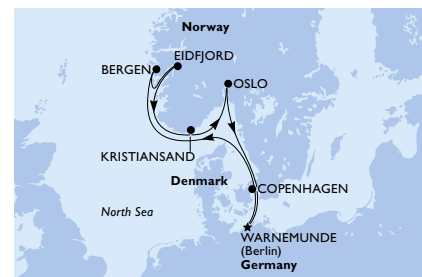 Norway
EIDFJORD
BERGEN
OSLO
KRISTIANSAND
Denmark
COPENHAGEN
North Sea
WARNEMUNDE
(Berlin)
Germany